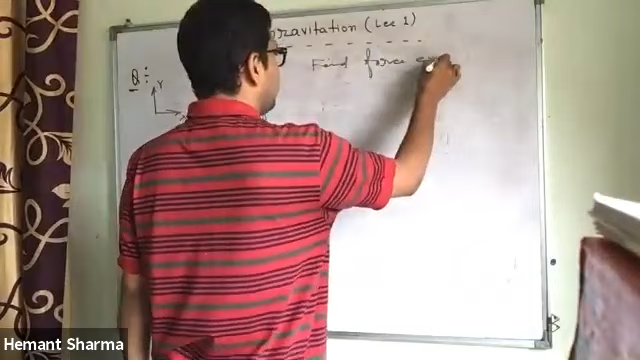 Gravitation (Lec 1)
Q:
Find force
Y
Hemant Sharma